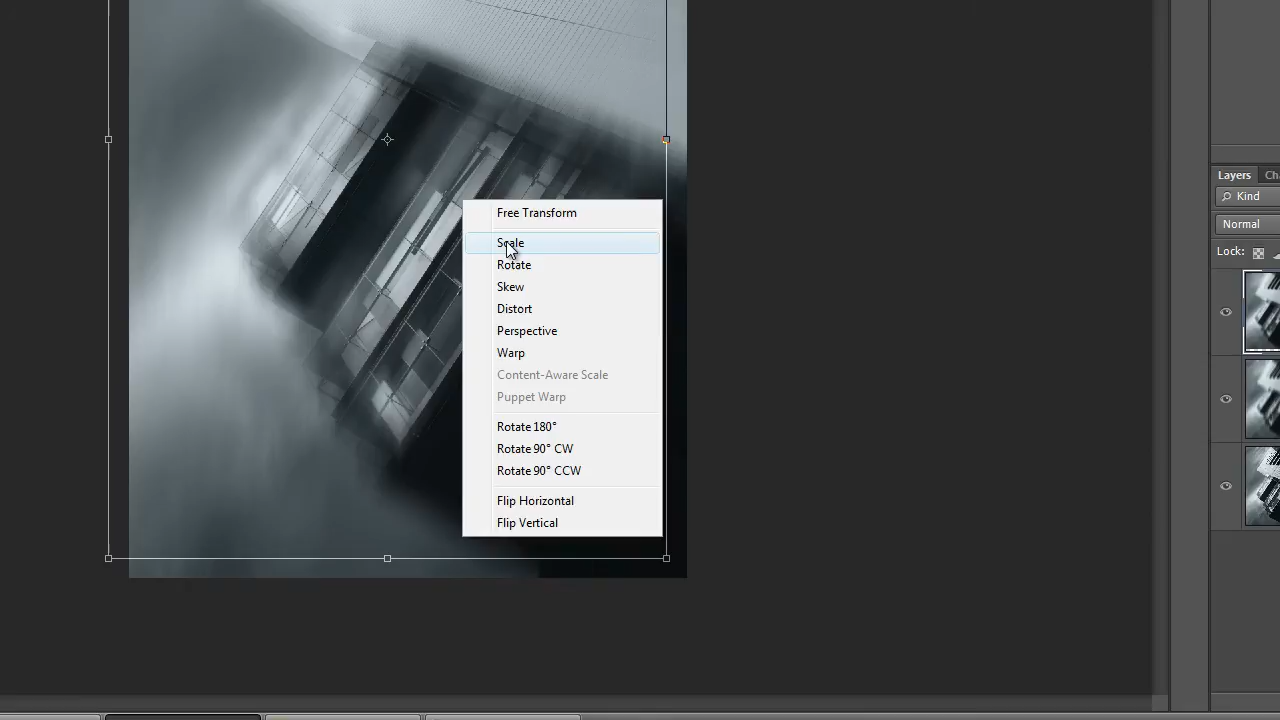 Free Transform
Scale
Rotate
Skew
Distort
Perspective
Warp
Content-Aware Scale
Puppet Warp
Rotate 180°
Rotate 90° CW
Rotate 90° CCW
Flip Horizontal
Flip Vertical
Layers
Kind
Normal
Lock: